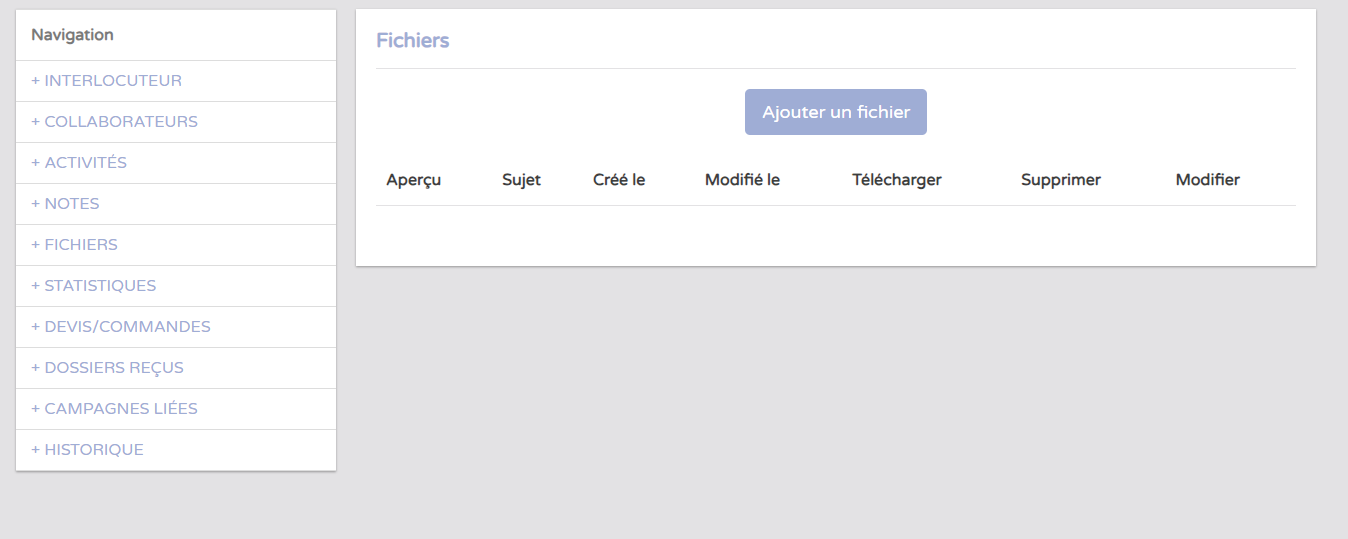 Navigation
+ INTERLOCUTEUR
+ COLLABORATEURS
+ ACTIVITÉS
+ NOTES
+ FICHIERS
+ STATISTIQUES
+ DEVIS/COMMANDES
+ DOSSIERS REÇUS
+ CAMPAGNES LIÉES
+ HISTORIQUE
Fichiers
Ajouter un fichier
Aperçu Sujet Créé le Modifié le Télécharger Supprimer Modifier